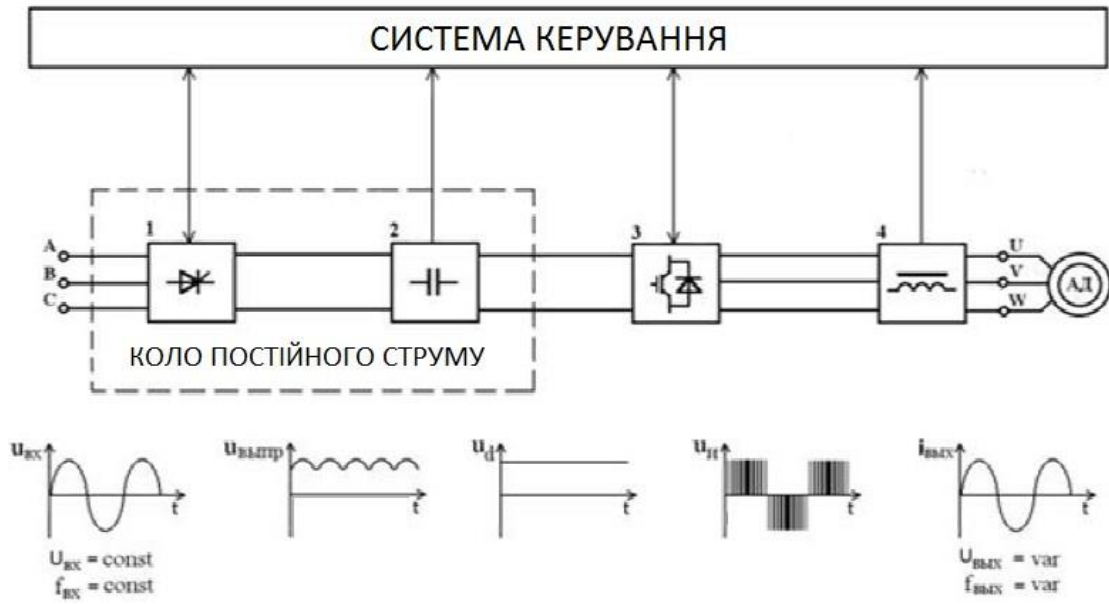 СИСТЕМА КЕРУВАННЯ
1
2
3
4
A
B
C
U
V
W
АД
КОЛО ПОСТІЙНОГО СТРУМУ
uвх
t
uвыпр
t
ud
t
uи
t
iвых
t
Uвх = const
fвх = const
Uвых = var
fвых = var